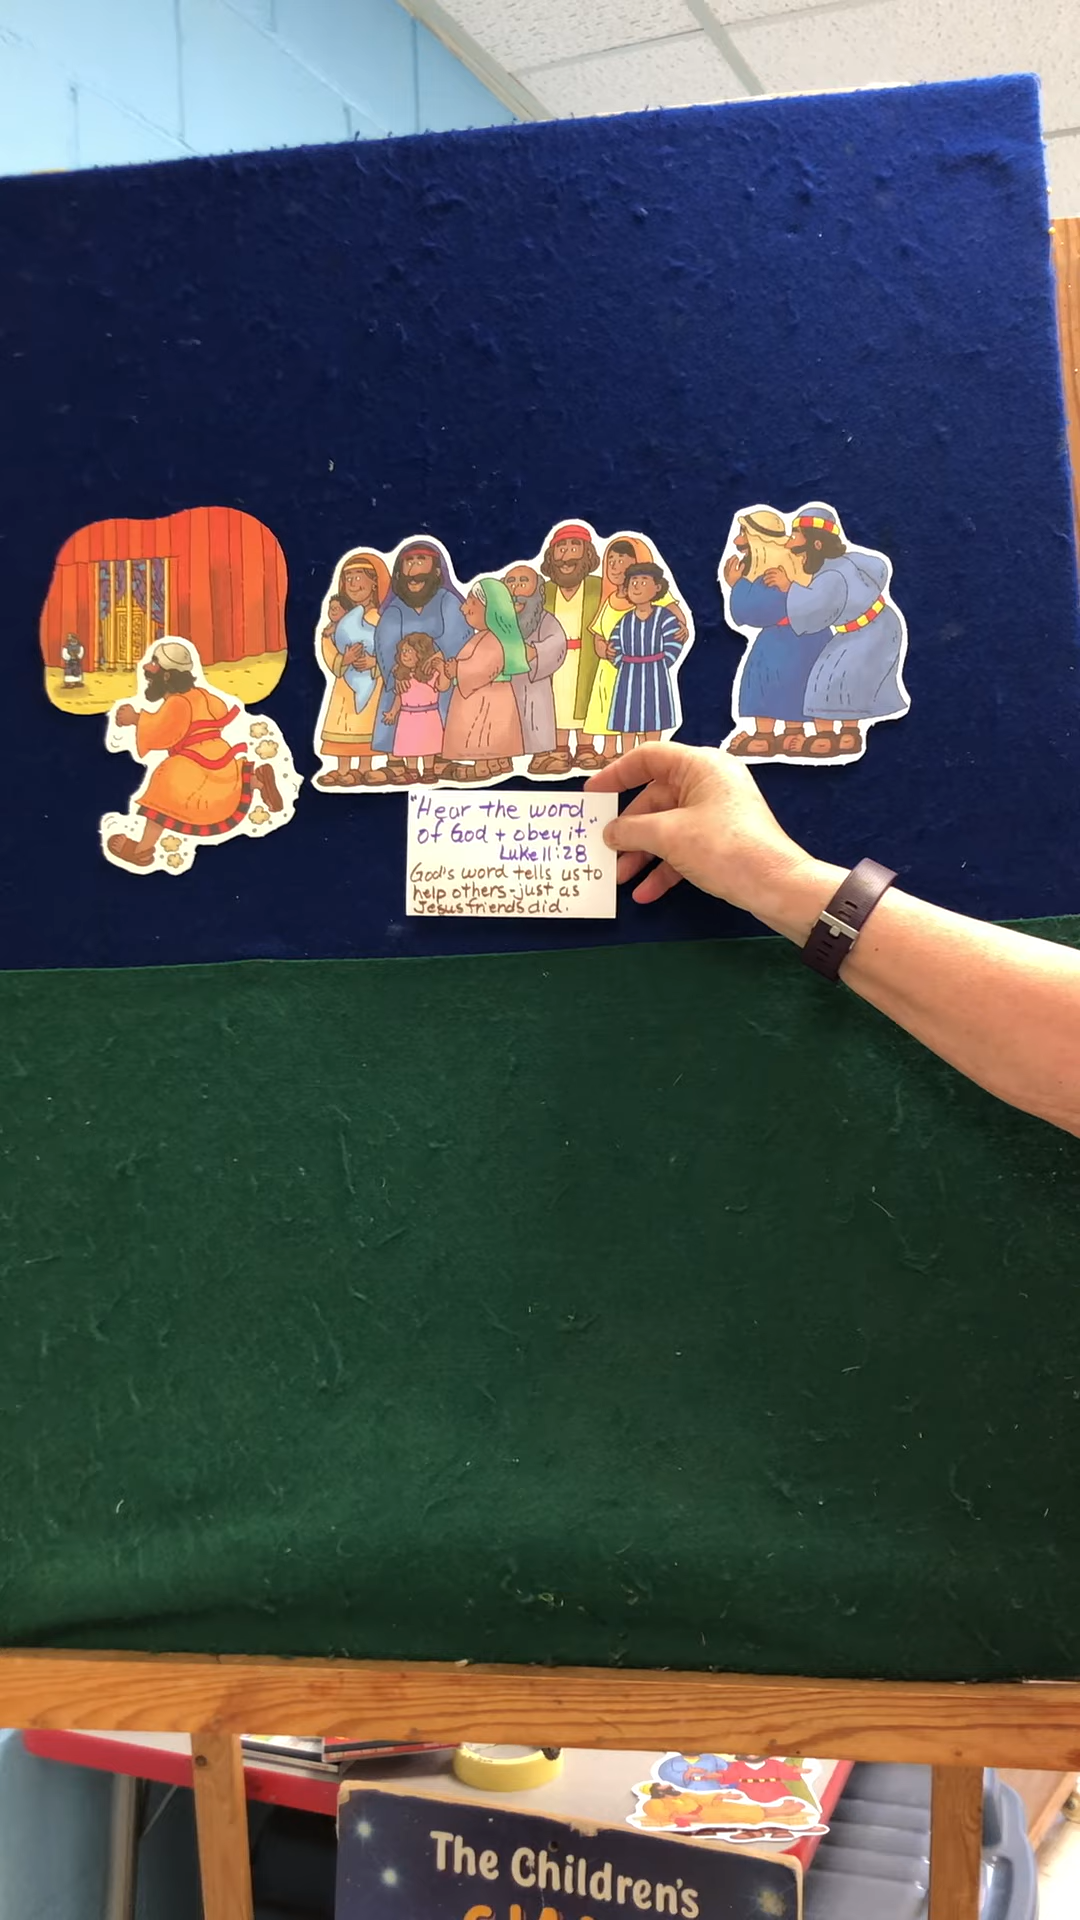 "Hear the word
of God + obey it."
Luke 11:28
God's word tells us to
help others-just as
Jesus friends did.
The Children's